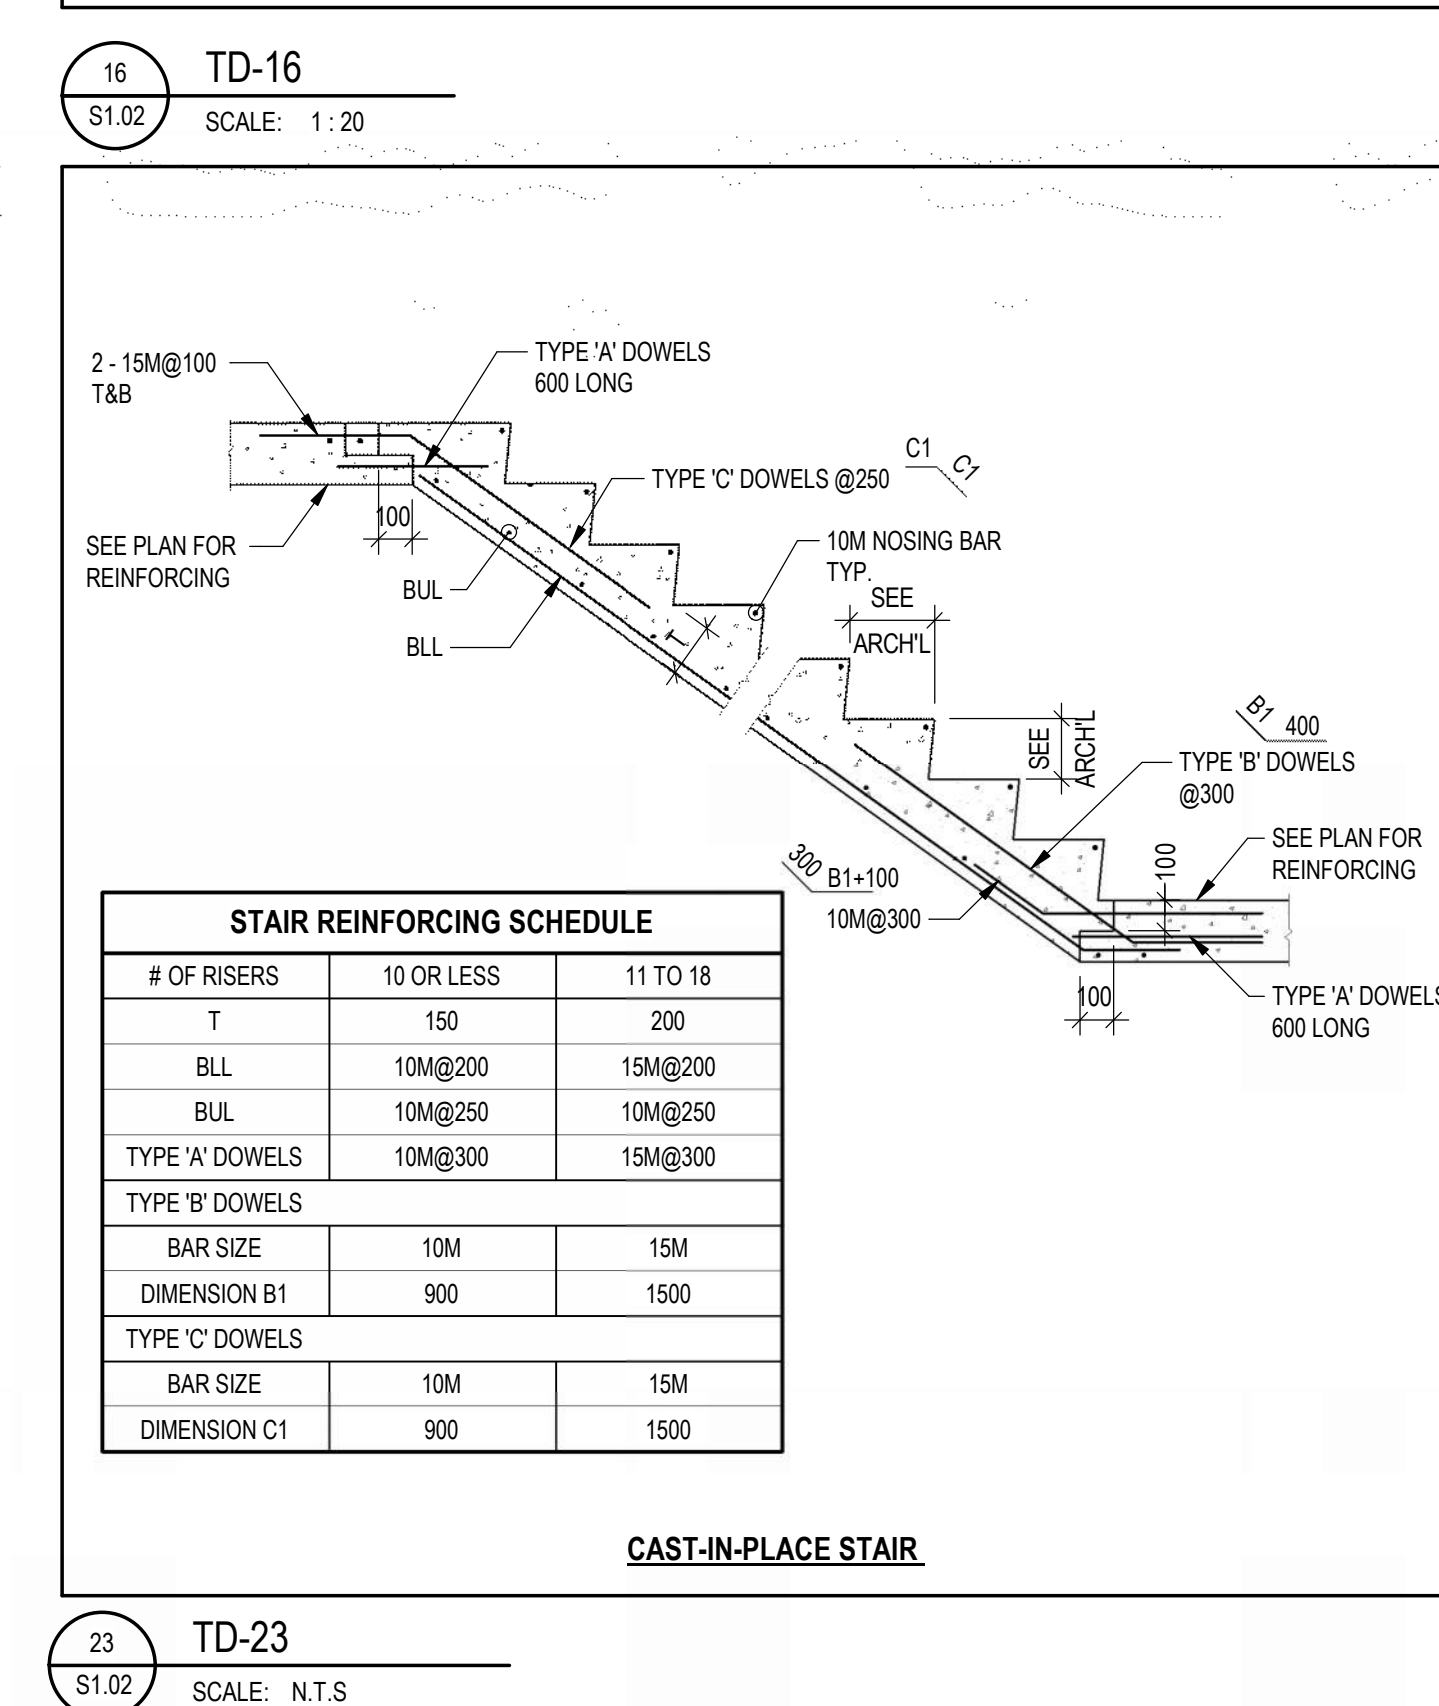 16
S1.02
TD-16
SCALE: 1 : 20
2 - 15M@100
T&B
TYPE 'A' DOWELS
600 LONG
TYPE 'C' DOWELS @250
C1
C1
SEE PLAN FOR
REINFORCING
100
BUL
BLL
10M NOSING BAR
TYP.
SEE
ARCH'L
T
SEE
ARCH'L
B1
400
TYPE 'B' DOWELS
@300
SEE PLAN FOR
REINFORCING
100
300
B1+100
10M@300
100
TYPE 'A' DOWELS
600 LONG
STAIR REINFORCING SCHEDULE
# OF RISERS 10 OR LESS 11 TO 18
T 150 200
BLL 10M@200 15M@200
BUL 10M@250 10M@250
TYPE 'A' DOWELS 10M@300 15M@300
TYPE 'B' DOWELS
BAR SIZE 10M 15M
DIMENSION B1 900 1500
TYPE 'C' DOWELS
BAR SIZE 10M 15M
DIMENSION C1 900 1500
CAST-IN-PLACE STAIR
23
S1.02
TD-23
SCALE: N.T.S